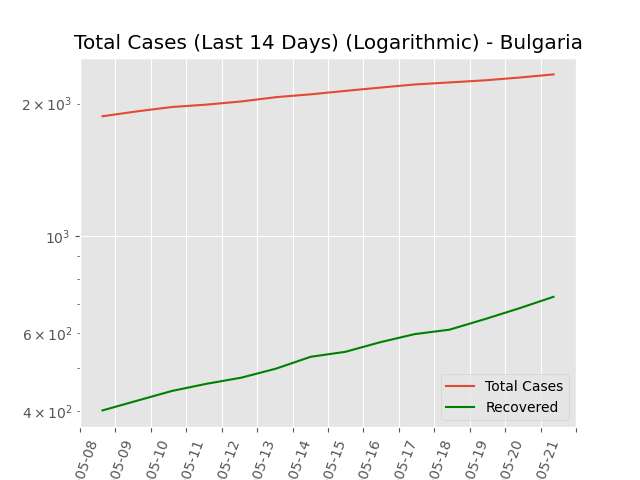 Total Cases (Last 14 Days) (Logarithmic) - Bulgaria
2 × 10³
10³
6 × 10²
4 × 10²
Total Cases
Recovered
05-08
05-09
05-10
05-11
05-12
05-13
05-14
05-15
05-16
05-17
05-18
05-19
05-20
05-21